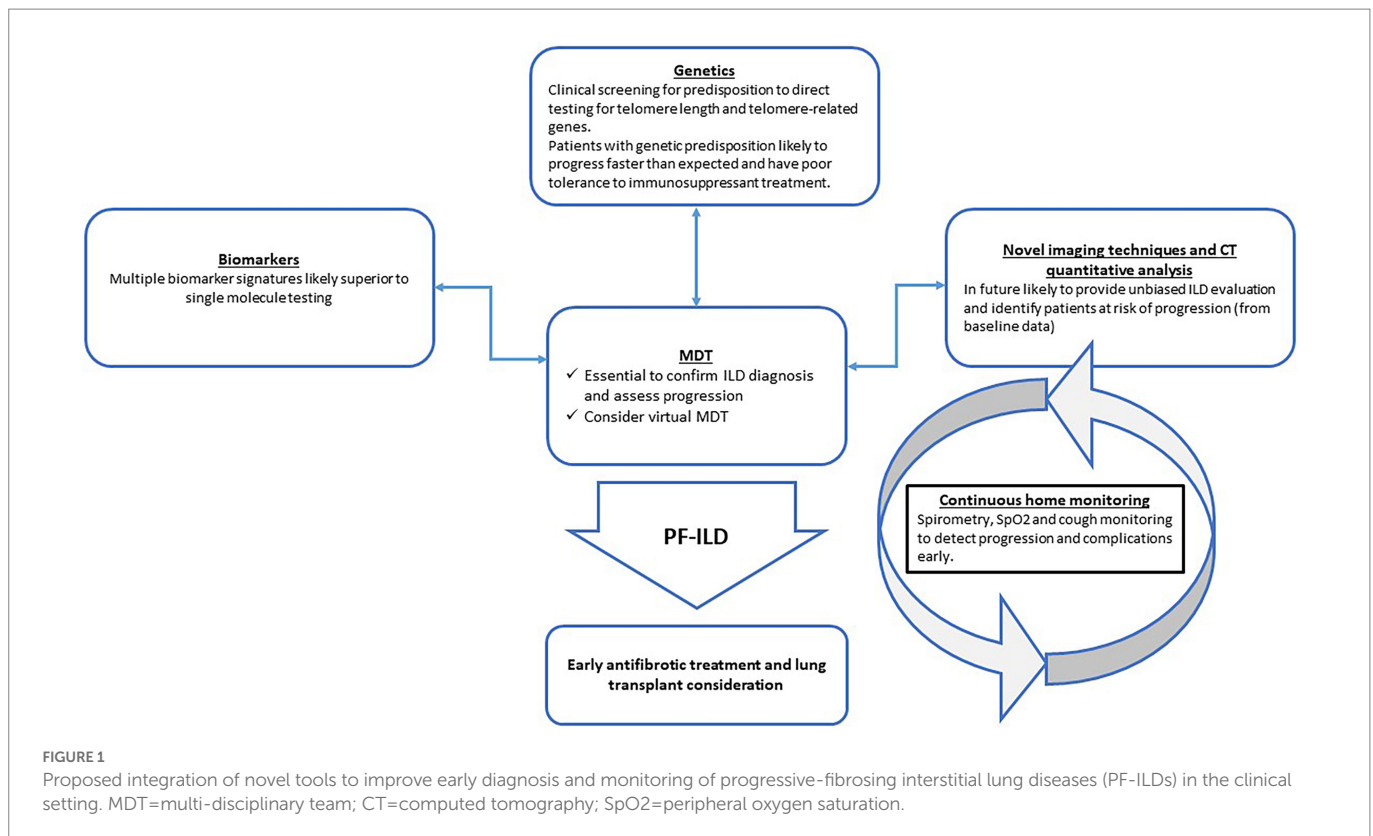 Genetics
Clinical screening for predisposition to direct
testing for telomere length and telomere-related
genes.
Patients with genetic predisposition likely to
progress faster than expected and have poor
tolerance to immunosuppressant treatment.
Biomarkers
Multiple biomarker signatures likely superior to
single molecule testing
Novel imaging techniques and CT
quantitative analysis
In future likely to provide unbiased ILD evaluation
and identify patients at risk of progression (from
baseline data)
MDT
✓ Essential to confirm ILD diagnosis
and assess progression
✓ Consider virtual MDT
Continuous home monitoring
Spirometry, SpO2 and cough monitoring
to detect progression and complications
early.
PF-ILD
Early antifibrotic treatment and lung
transplant consideration
FIGURE 1
Proposed integration of novel tools to improve early diagnosis and monitoring of progressive-fibrosing interstitial lung diseases (PF-ILDs) in the clinical
setting. MDT=multi-disciplinary team; CT=computed tomography; SpO2=peripheral oxygen saturation.